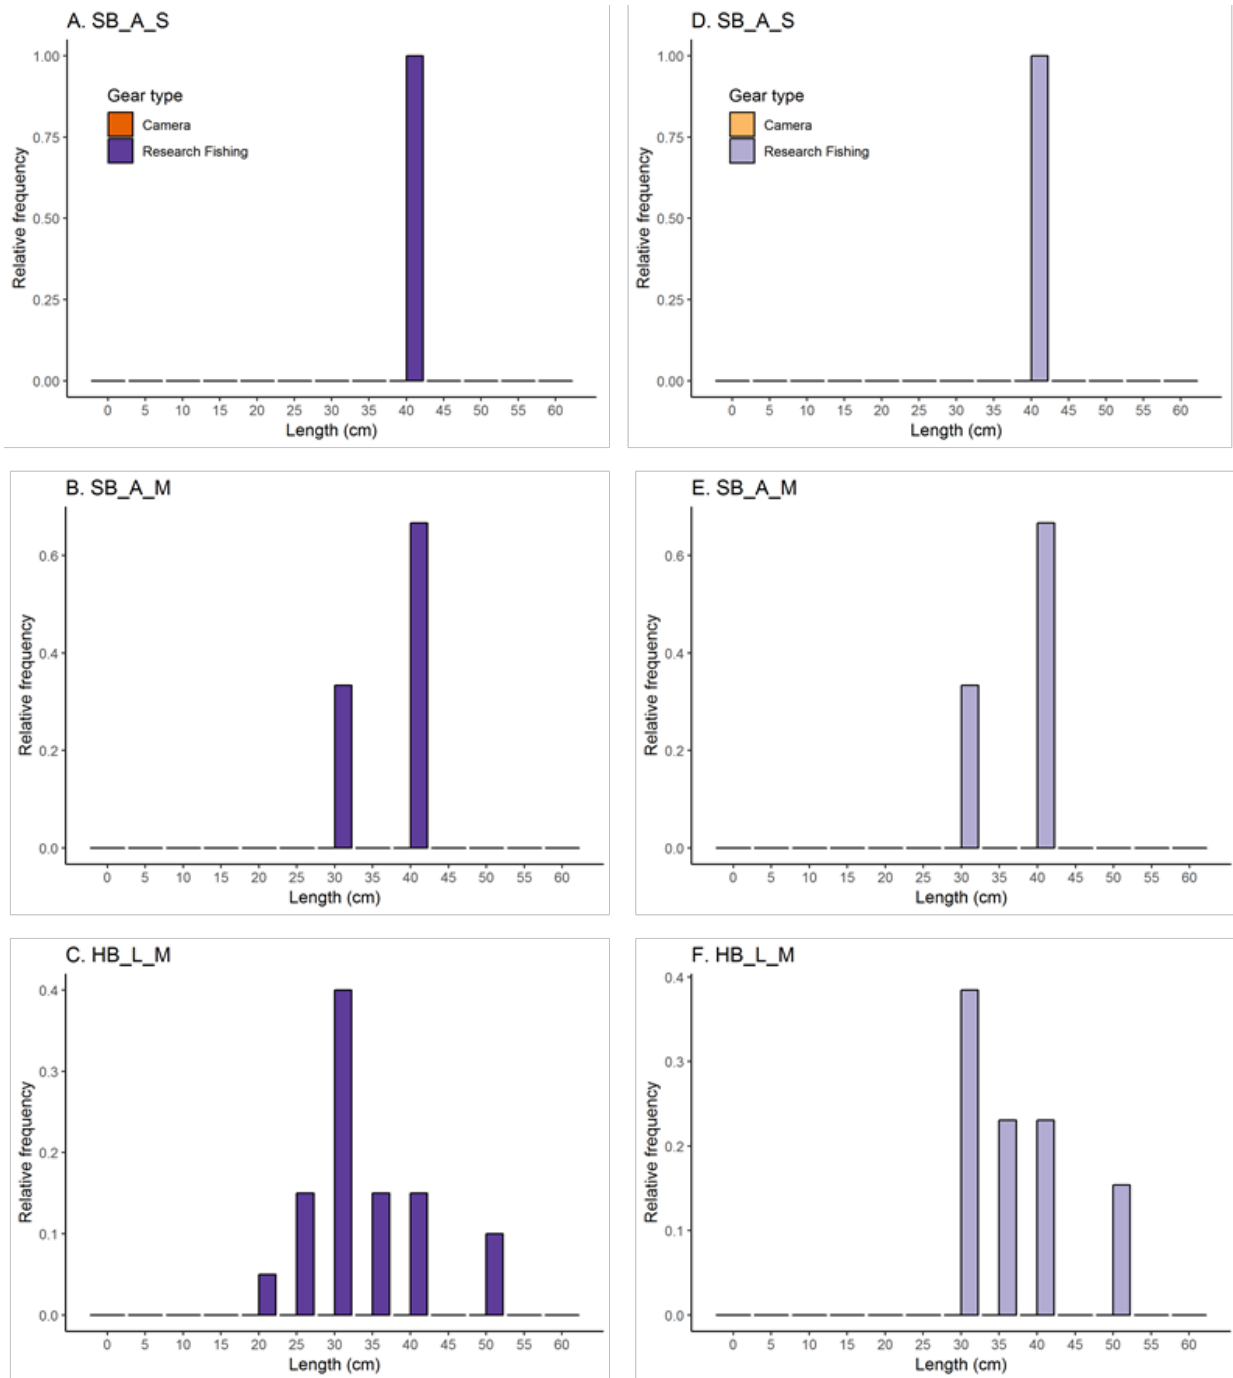 A. SB_A_S
Relative frequency
1.00
0.75
0.50
0.25
0.00
Gear type
Camera
Research Fishing
0 5 10 15 20 25 30 35 40 45 50 55 60
Length (cm)
D. SB_A_S
Relative frequency
1.00
0.75
0.50
0.25
0.00
Gear type
Camera
Research Fishing
0 5 10 15 20 25 30 35 40 45 50 55 60
Length (cm)
B. SB_A_M
Relative frequency
0.6
0.4
0.2
0.0
0 5 10 15 20 25 30 35 40 45 50 55 60
Length (cm)
E. SB_A_M
Relative frequency
0.6
0.4
0.2
0.0
0 5 10 15 20 25 30 35 40 45 50 55 60
Length (cm)
C. HB_L_M
Relative frequency
0.4
0.3
0.2
0.1
0.0
0 5 10 15 20 25 30 35 40 45 50 55 60
Length (cm)
F. HB_L_M
Relative frequency
0.4
0.3
0.2
0.1
0.0
0 5 10 15 20 25 30 35 40 45 50 55 60
Length (cm)